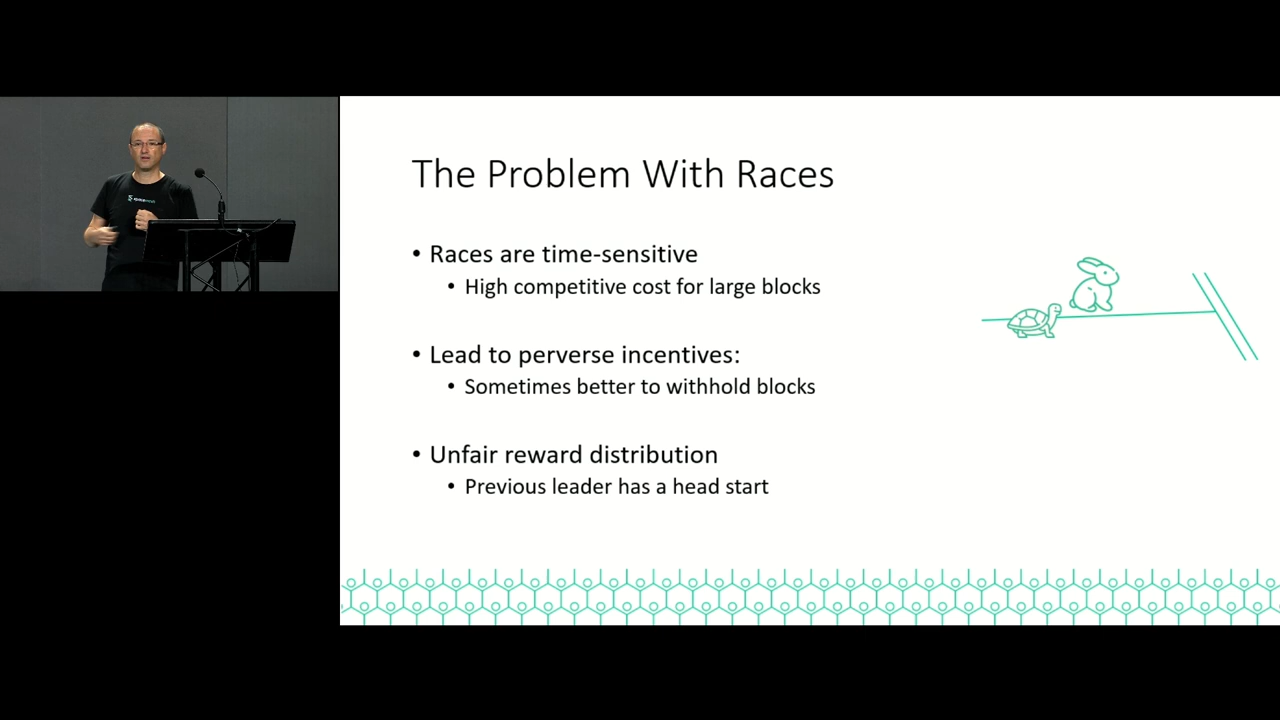 spacemesh
The Problem With Races
• Races are time-sensitive
• High competitive cost for large blocks
• Lead to perverse incentives:
• Sometimes better to withhold blocks
• Unfair reward distribution
• Previous leader has a head start